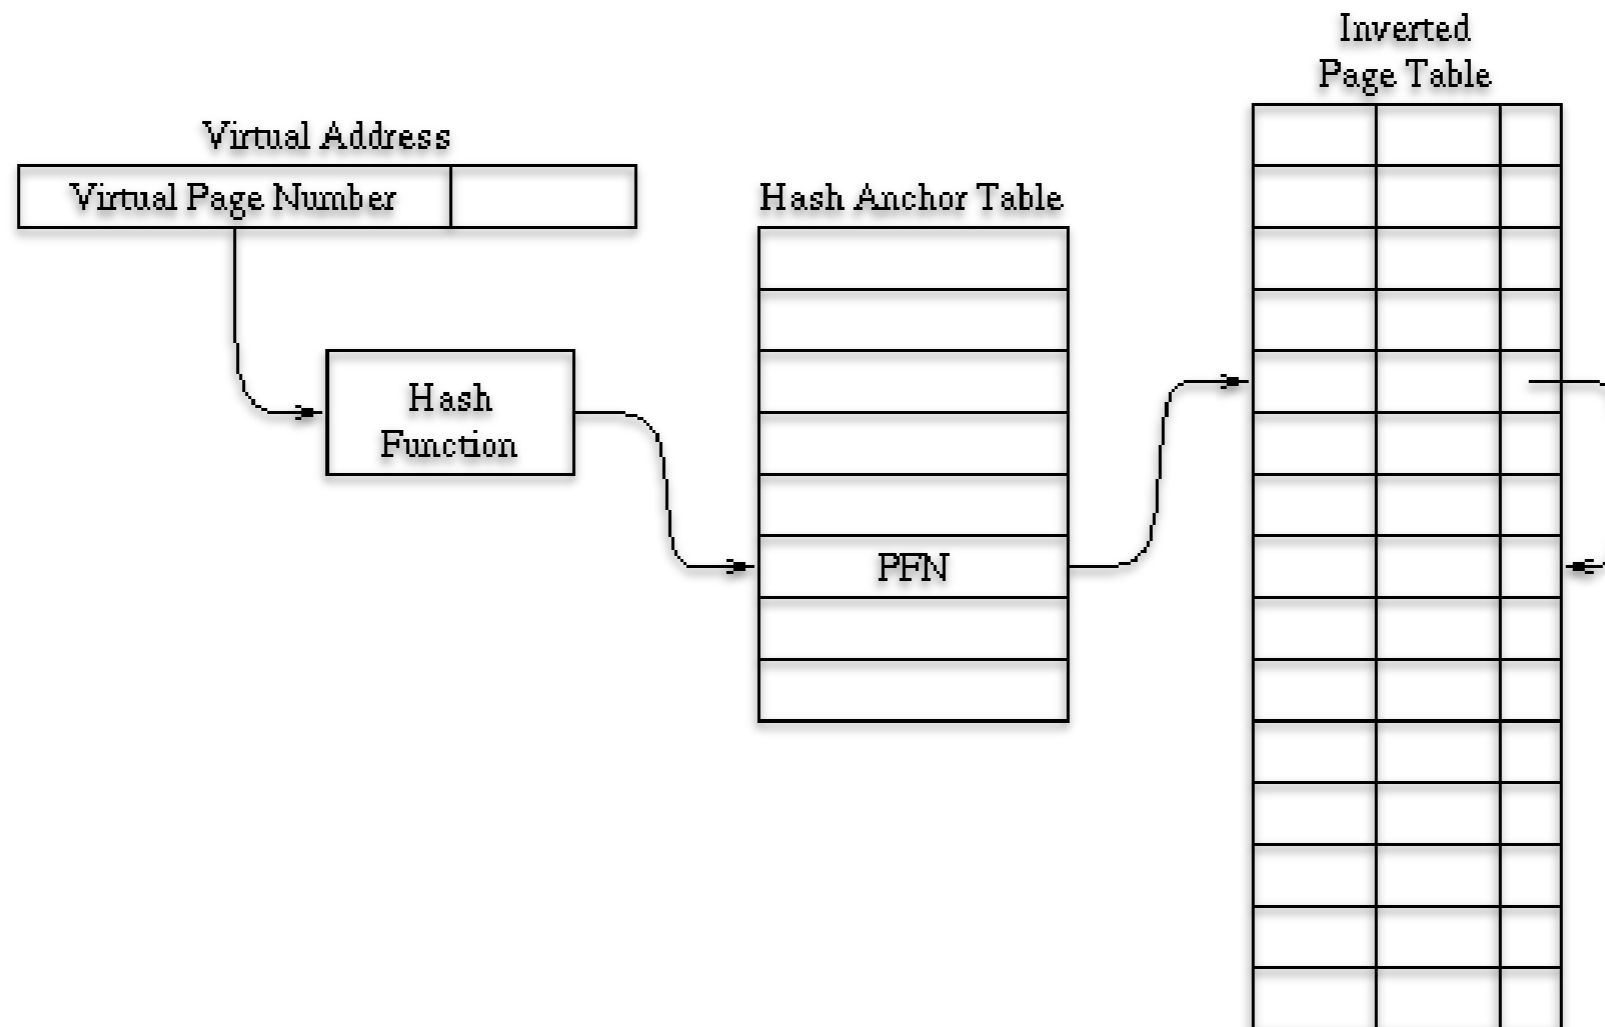 Inverted
Page Table
Virtual Address
Virtual Page Number
Hash Anchor Table
Hash
Function
PFN